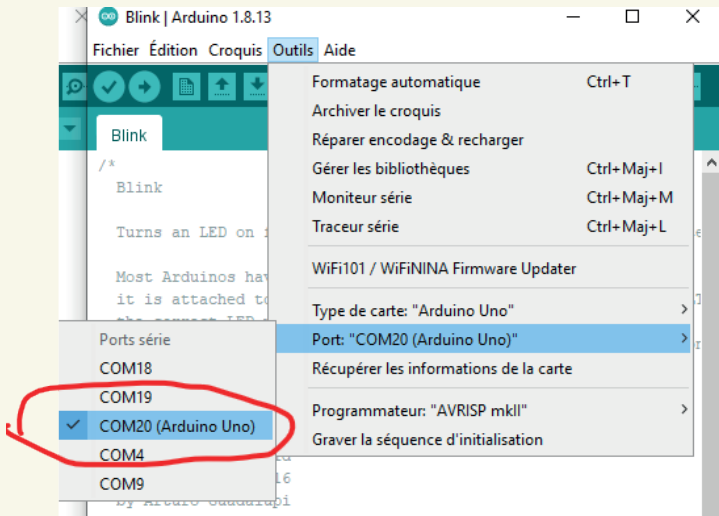 Blink | Arduino 1.8.13
Fichier Édition Croquis Outils Aide
Blink
/*
Blink
Turns an LED on
Most Arduinos hav
it is attached to
Formatage automatique Ctrl+T
Archiver le croquis
Réparer encodage & recharger
Gérer les bibliothèques Ctrl+Maj+I
Moniteur série Ctrl+Maj+M
Traceur série Ctrl+Maj+L
WiFi101 / WiFiNINA Firmware Updater
Type de carte: "Arduino Uno"
Port: "COM20 (Arduino Uno)"
Récupérer les informations de la carte
Programmateur: "AVRISP mkII"
Graver la séquence d'initialisation
Ports série
COM18
COM19
COM20 (Arduino Uno)
COM4
COM9
by Arturo Guadalupi